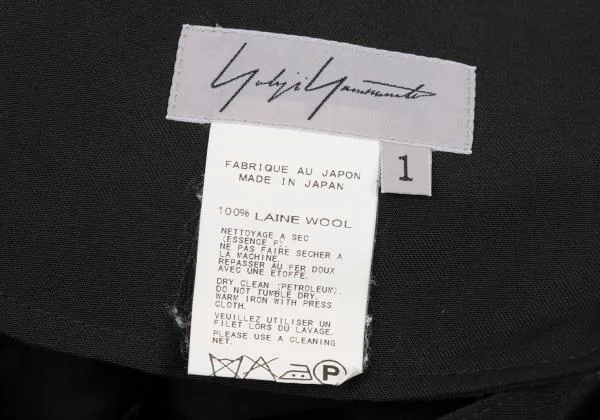 Yohji Yamamoto
1
FABRIQUE AU JAPON
MADE IN JAPAN
100% LAINE WOOL
NETTOYAGE A SEC
(ESSENCE F).
NE PAS FAIRE SECHER A
LA MACHINE.
REPASSER AU FER DOUX
AVEC UNE ETOFFE.
DRY CLEAN (PETROLEUM).
DO NOT TUMBLE DRY.
WARM IRON WITH PRESS
CLOTH.
VEUILLEZ UTILISER UN
FILET LORS DU LAVAGE.
PLEASE USE A CLEANING
NET.
P